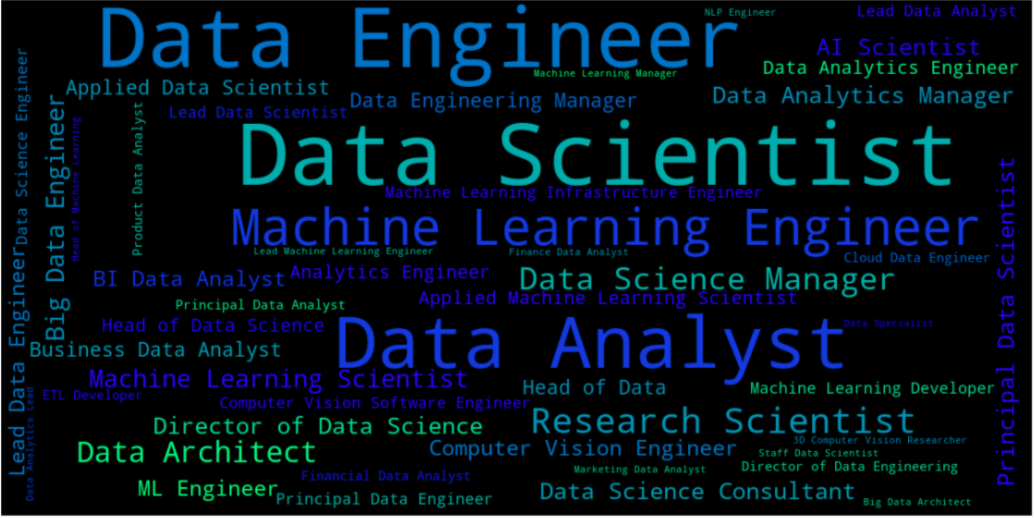 Data Engineer
NLP Engineer
Lead Data Analyst
AI Scientist
Machine Learning Manager
Data Analytics Engineer
Applied Data Scientist
Data Engineering Manager
Data Analytics Manager
Lead Data Scientist
Data Scientist
Data Science Engineer
Big Data Engineer
Head of Machine Learning
Product Data Analyst
Machine Learning Infrastructure Engineer
Machine Learning Engineer
Lead Machine Learning Engineer
Finance Data Analyst
Cloud Data Engineer
BI Data Analyst
Analytics Engineer
Data Science Manager
Applied Machine Learning Scientist
Principal Data Analyst
Head of Data Science
Data Analyst
Data Specialist
Principal Data Scientist
Business Data Analyst
Lead Data Engineer
Machine Learning Scientist
Head of Data
Machine Learning Developer
ETL Developer
Data Analytics Lead
Computer Vision Software Engineer
Research Scientist
Director of Data Science
Data Architect
Computer Vision Engineer
3D Computer Vision Researcher
Staff Data Scientist
Director of Data Engineering
Financial Data Analyst
Marketing Data Analyst
ML Engineer
Principal Data Engineer
Data Science Consultant
Big Data Architect